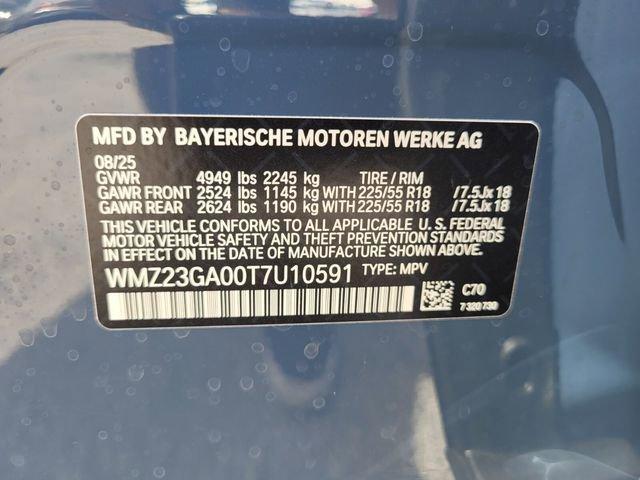 MFD BY BAYERISCHE MOTOREN WERKE AG
08/25
GVWR 4949 lbs 2245 kg TIRE / RIM
GAWR FRONT 2524 lbs 1145 kg WITH 225/55 R18 /7.5Jx18
GAWR REAR 2624 lbs 1190 kg WITH 225/55 R18 /7.5Jx18
THIS VEHICLE CONFORMS TO ALL APPLICABLE U. S. FEDERAL
MOTOR VEHICLE SAFETY AND THEFT PREVENTION STANDARDS
IN EFFECT ON THE DATE OF MANUFACTURE SHOWN ABOVE.
WMZ23GA00T7U10591 TYPE: MPV
C70
7 320 730